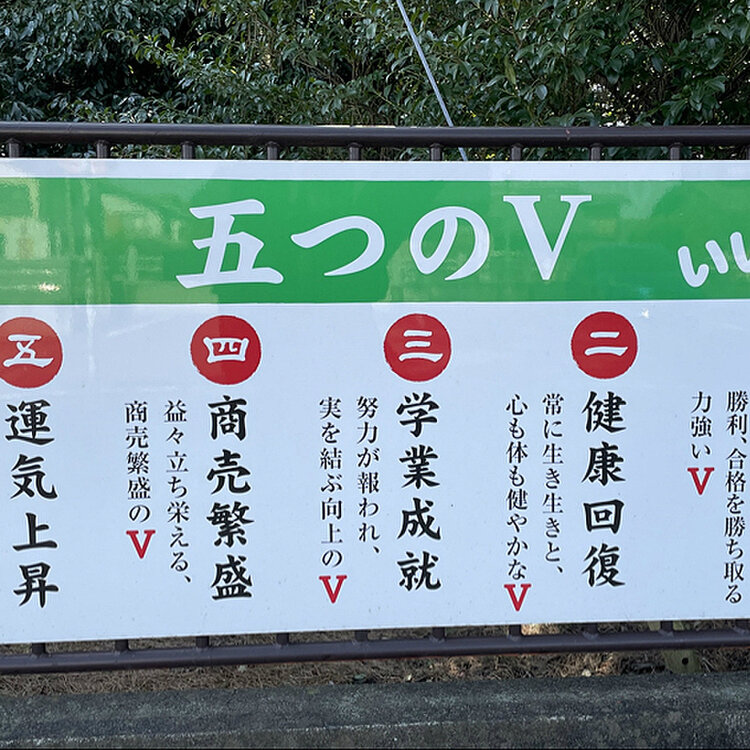 五つのV
いい
勝利、合格を勝ち取る
力強いV
二
健康回復
常に生き生きと、
心も体も健やかなV
三
学業成就
努力が報われ、
実を結ぶ向上のV
四
商売繁盛
益々立ち栄える、
商売繁盛のV
五
運気上昇